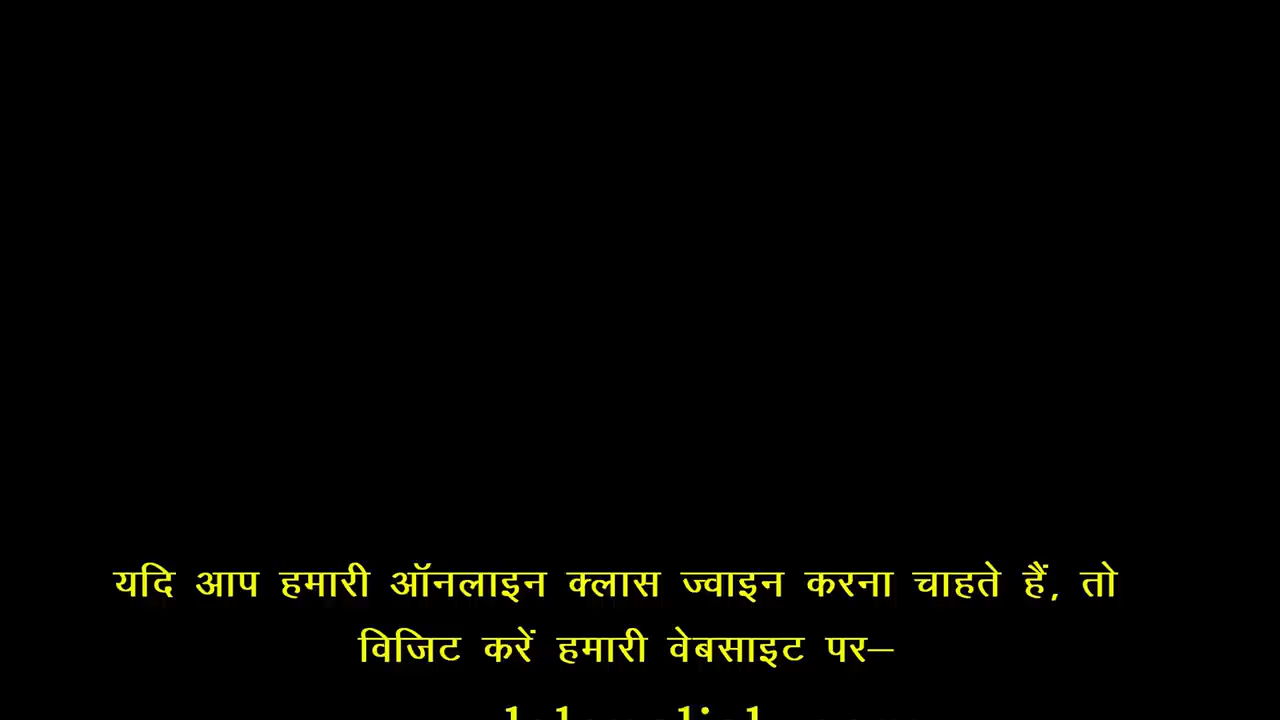 यदि आप हमारी ऑनलाइन क्लास ज्वाइन करना चाहते हैं, तो
विजिट करें हमारी वेबसाइट पर–